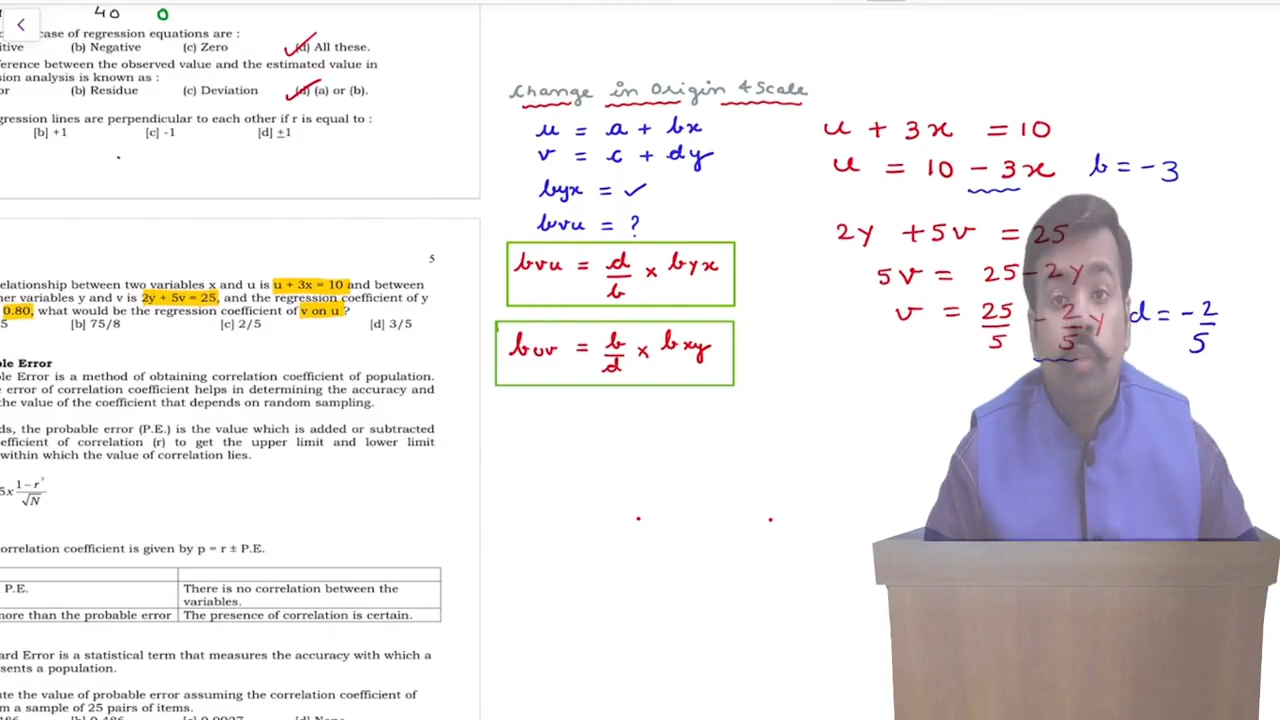 40 0
case of regression equations are :
itive (b) Negative (c) Zero (d) All these.
ference between the observed value and the estimated value in
sion analysis is known as :
or (b) Residue (c) Deviation (d) (a) or (b).
gression lines are perpendicular to each other if r is equal to :
[b] +1 [c] -1 [d] ±1
5
elationship between two variables x and u is u + 3x = 10 and between
her variables y and v is 2y + 5v = 25, and the regression coefficient of y
0.80, what would be the regression coefficient of v on u ?
5 [b] 75/8 [c] 2/5 [d] 3/5
le Error
le Error is a method of obtaining correlation coefficient of population.
error of correlation coefficient helps in determining the accuracy and
the value of the coefficient that depends on random sampling.
ds, the probable error (P.E.) is the value which is added or subtracted
efficient of correlation (r) to get the upper limit and lower limit
within which the value of correlation lies.
5x (1-r²)/√N
orrelation coefficient is given by p = r ± P.E.
P.E. There is no correlation between the
variables.
more than the probable error The presence of correlation is certain.
ard Error is a statistical term that measures the accuracy with which a
sents a population.
te the value of probable error assuming the correlation coefficient of
m a sample of 25 pairs of items.
Change in Origin & Scale
u = a + bx
v = c + dy
byx = ✓
bvu = ?
bvu = d/b × byx
buv = b/d × bxy
u + 3x = 10
u = 10 - 3x b = -3
2y + 5v = 25
5v = 25 - 2y
v = 25/5 - 2/5 y d = -2/5